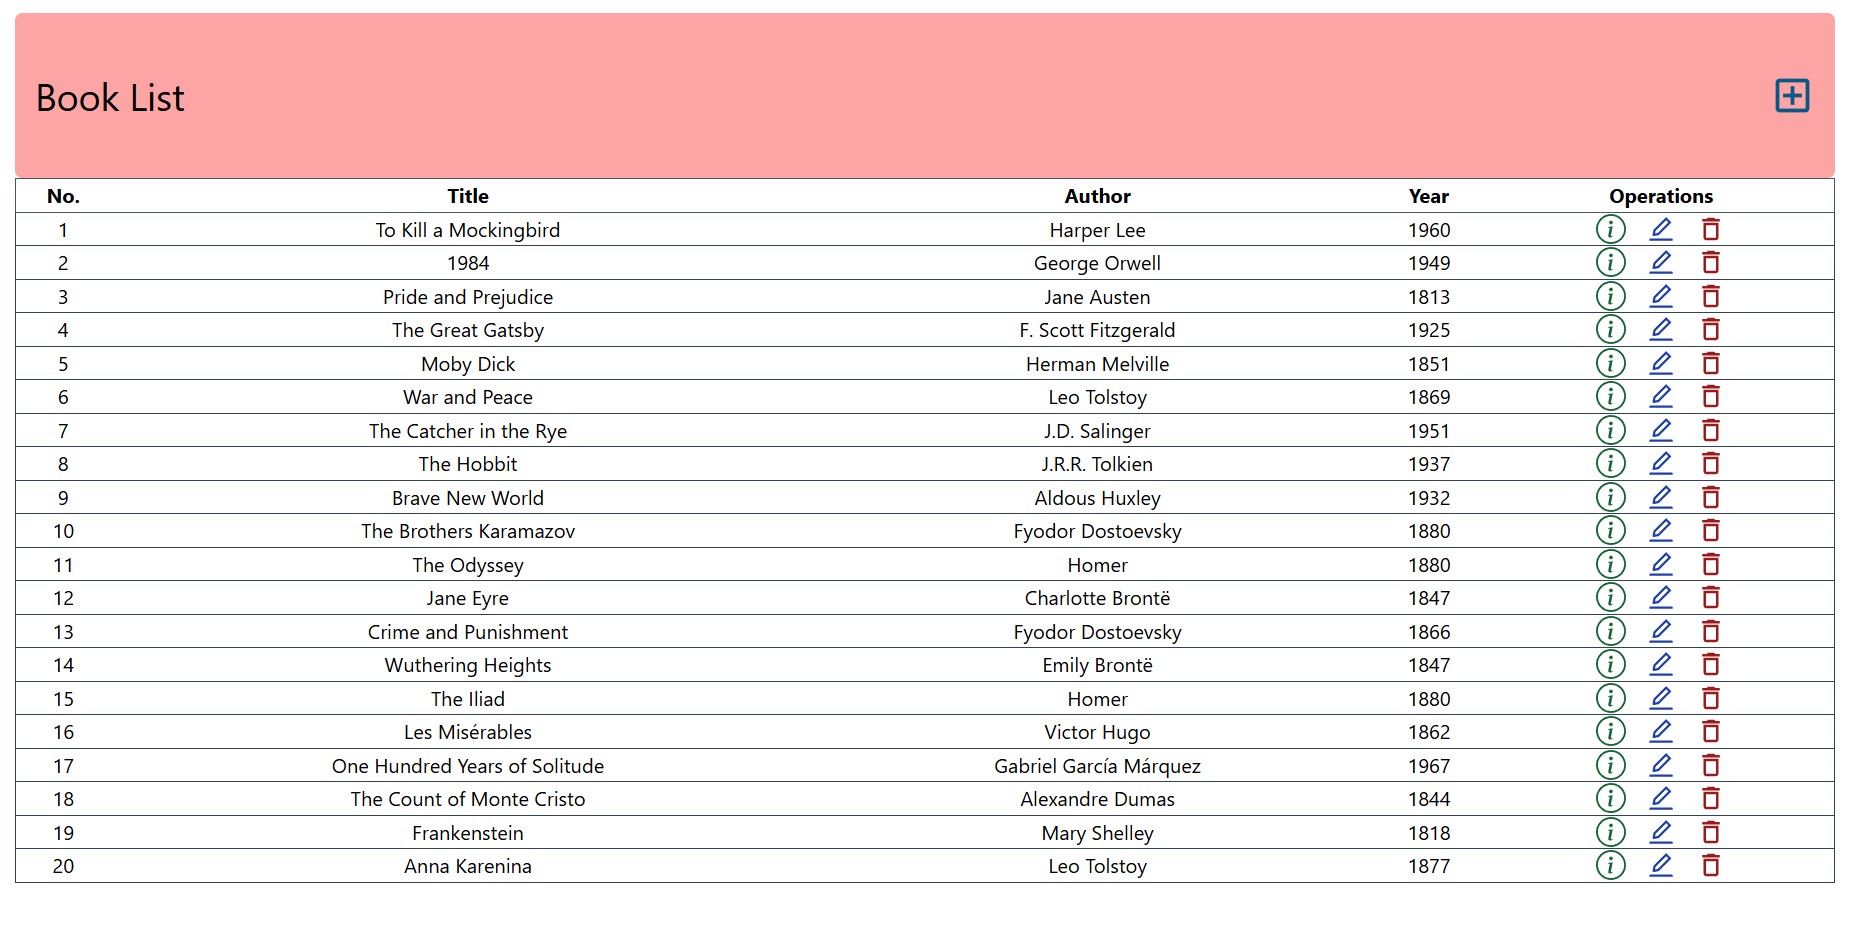 Book List
No. Title Author Year Operations
1 To Kill a Mockingbird Harper Lee 1960
2 1984 George Orwell 1949
3 Pride and Prejudice Jane Austen 1813
4 The Great Gatsby F. Scott Fitzgerald 1925
5 Moby Dick Herman Melville 1851
6 War and Peace Leo Tolstoy 1869
7 The Catcher in the Rye J.D. Salinger 1951
8 The Hobbit J.R.R. Tolkien 1937
9 Brave New World Aldous Huxley 1932
10 The Brothers Karamazov Fyodor Dostoevsky 1880
11 The Odyssey Homer 1880
12 Jane Eyre Charlotte Brontë 1847
13 Crime and Punishment Fyodor Dostoevsky 1866
14 Wuthering Heights Emily Brontë 1847
15 The Iliad Homer 1880
16 Les Misérables Victor Hugo 1862
17 One Hundred Years of Solitude Gabriel García Márquez 1967
18 The Count of Monte Cristo Alexandre Dumas 1844
19 Frankenstein Mary Shelley 1818
20 Anna Karenina Leo Tolstoy 1877